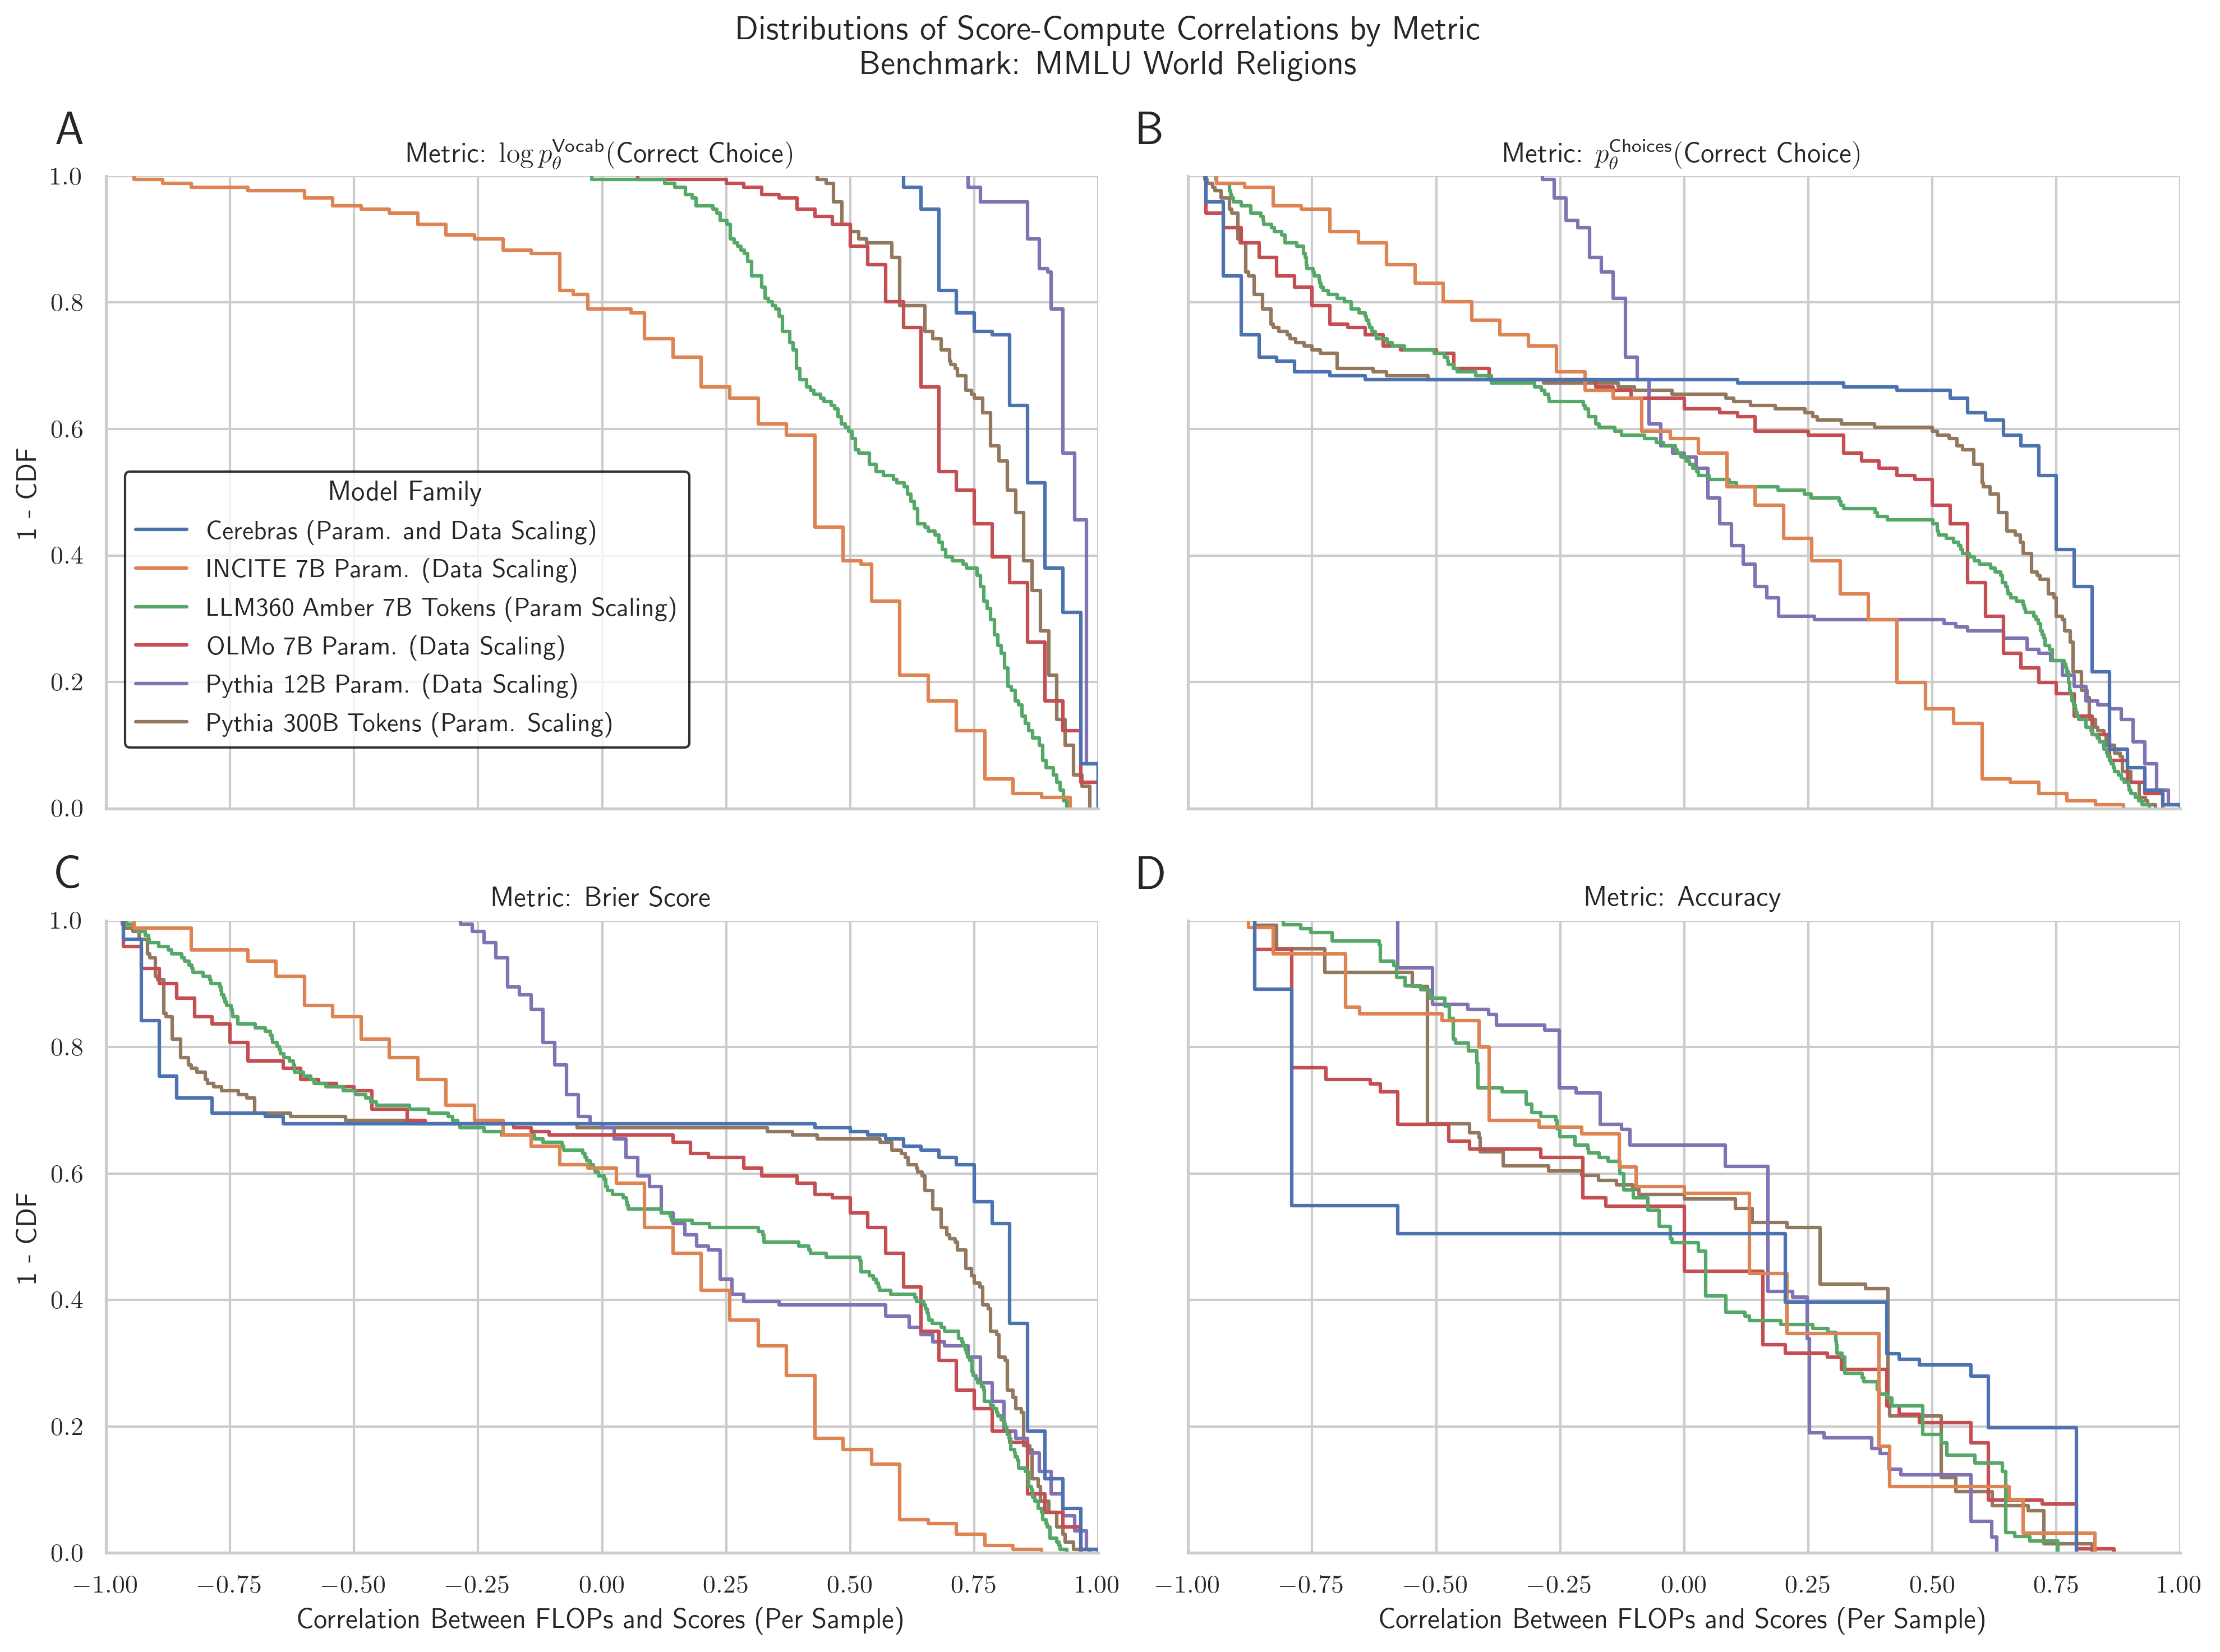 Distributions of Score-Compute Correlations by Metric
Benchmark: MMLU World Religions
A
Metric: log p_θ^Vocab(Correct Choice)
1.0
0.8
0.6
0.4
0.2
0.0
1 - CDF
Model Family
Cerebras (Param. and Data Scaling)
INCITE 7B Param. (Data Scaling)
LLM360 Amber 7B Tokens (Param Scaling)
OLMo 7B Param. (Data Scaling)
Pythia 12B Param. (Data Scaling)
Pythia 300B Tokens (Param. Scaling)
B
Metric: p_θ^Choices(Correct Choice)
C
Metric: Brier Score
1.0
0.8
0.6
0.4
0.2
0.0
1 - CDF
−1.00 −0.75 −0.50 −0.25 0.00 0.25 0.50 0.75 1.00
Correlation Between FLOPs and Scores (Per Sample)
D
Metric: Accuracy
−1.00 −0.75 −0.50 −0.25 0.00 0.25 0.50 0.75 1.00
Correlation Between FLOPs and Scores (Per Sample)